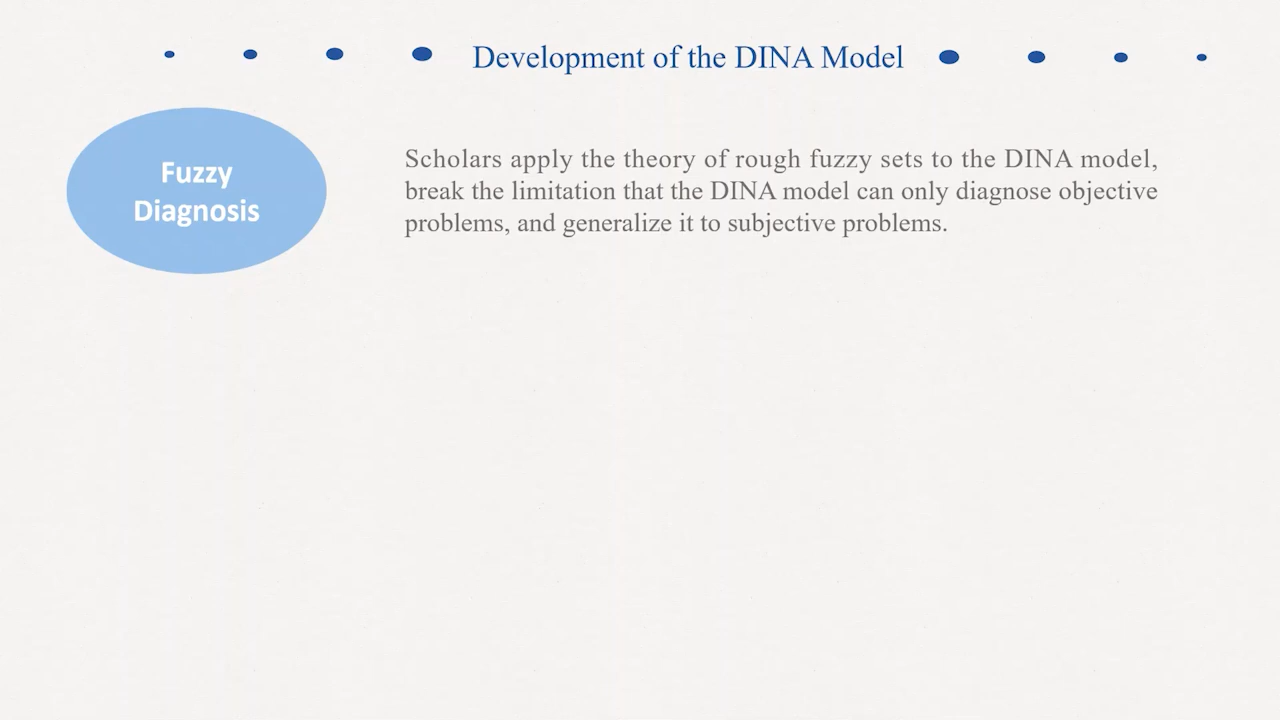 Development of the DINA Model
Fuzzy
Diagnosis
Scholars apply the theory of rough fuzzy sets to the DINA model,
break the limitation that the DINA model can only diagnose objective
problems, and generalize it to subjective problems.